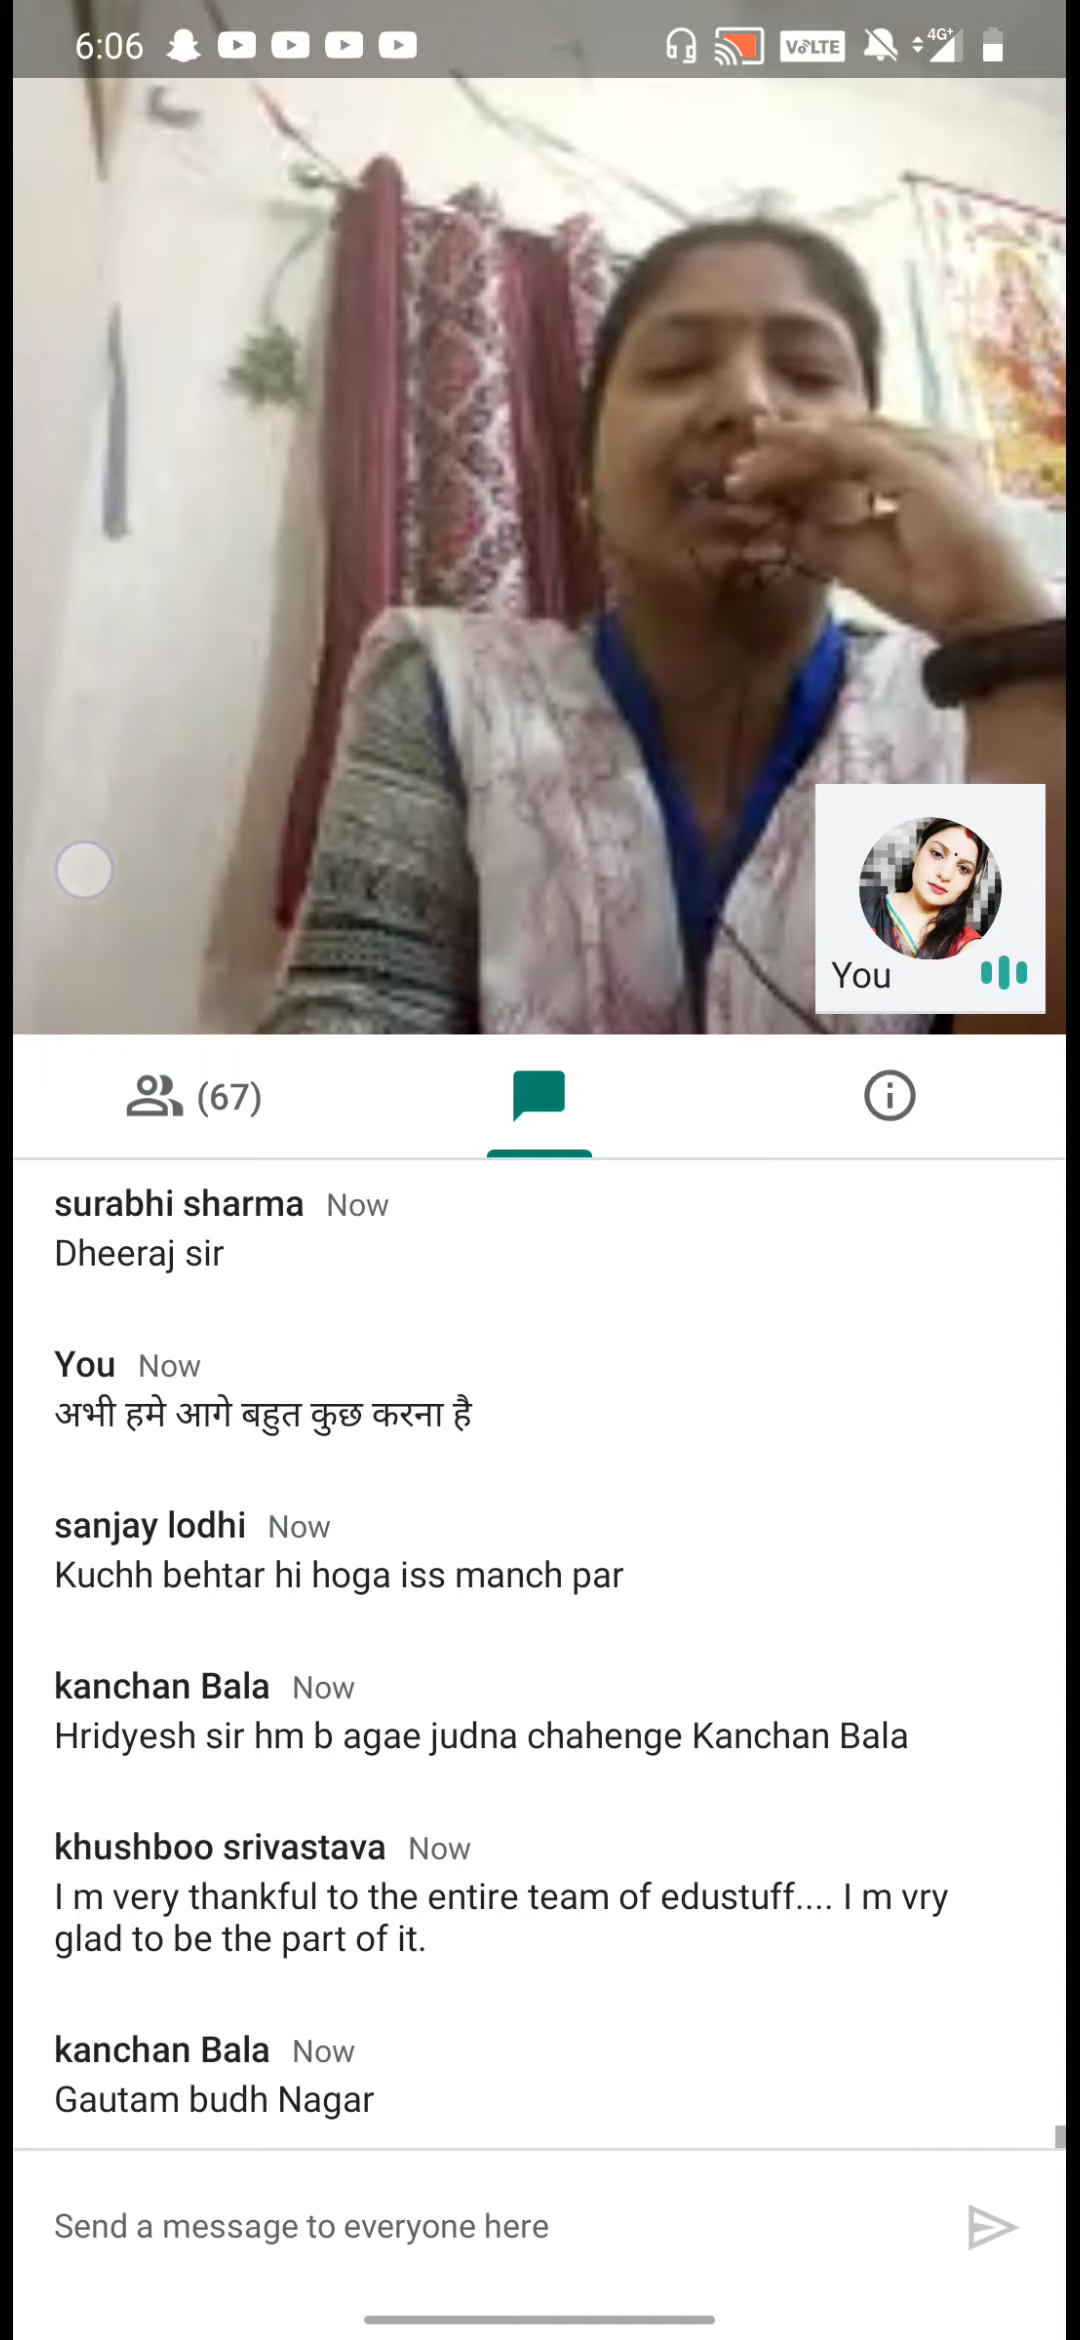 6:06
VoLTE
4G+
You
(67)
surabhi sharma Now
Dheeraj sir
You Now
अभी हमे आगे बहुत कुछ करना है
sanjay lodhi Now
Kuchh behtar hi hoga iss manch par
kanchan Bala Now
Hridyesh sir hm b agae judna chahenge Kanchan Bala
khushboo srivastava Now
I m very thankful to the entire team of edustuff.... I m vry
glad to be the part of it.
kanchan Bala Now
Gautam budh Nagar
Send a message to everyone here